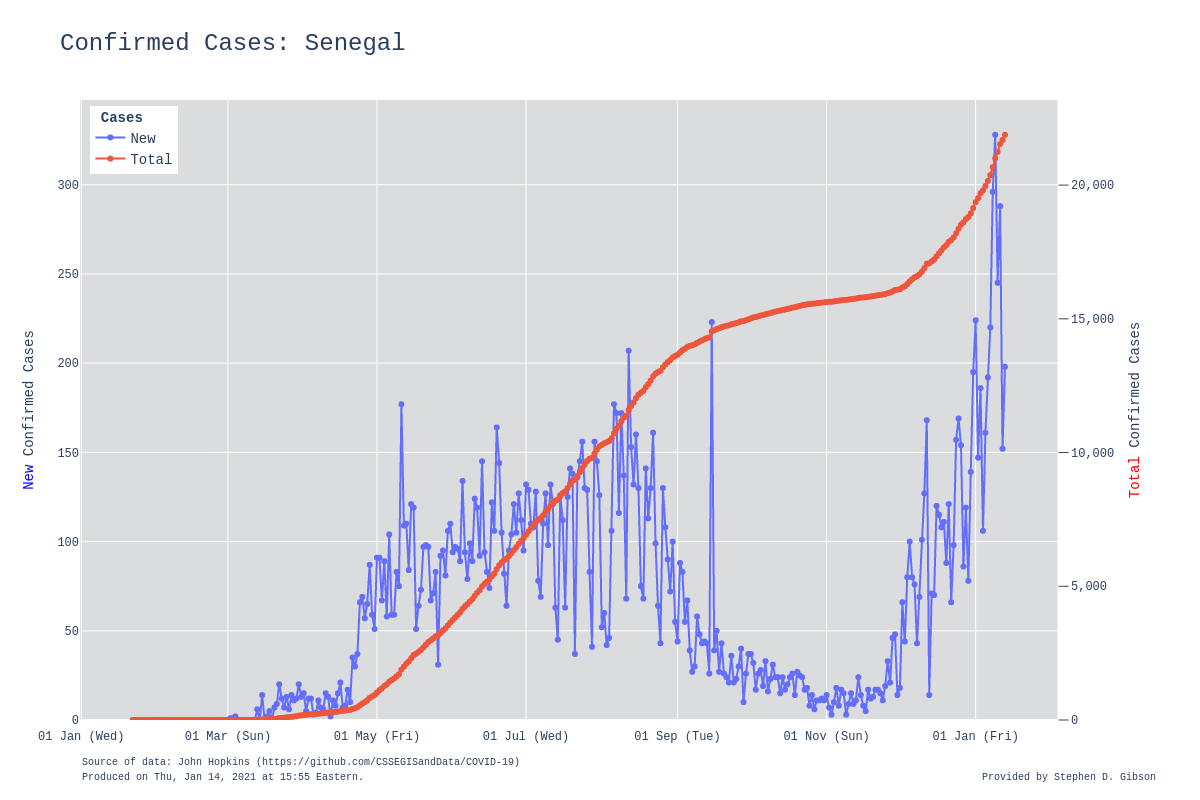 Confirmed Cases: Senegal
Cases
New
Total
300
250
200
150
100
50
0
20,000
15,000
10,000
5,000
0
New Confirmed Cases
Total Confirmed Cases
01 Jan (Wed)
01 Mar (Sun)
01 May (Fri)
01 Jul (Wed)
01 Sep (Tue)
01 Nov (Sun)
01 Jan (Fri)
Source of data: John Hopkins (https://github.com/CSSEGISandData/COVID-19)
Produced on Thu, Jan 14, 2021 at 15:55 Eastern.
Provided by Stephen D. Gibson